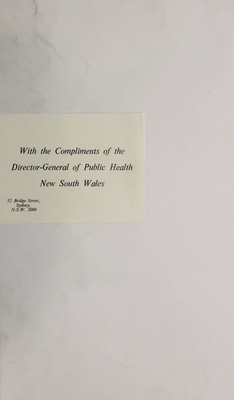 With the Compliments of the
Director-General of Public Health
New South Wales
52 Bridge Street,
Sydney,
N.S.W. 2000